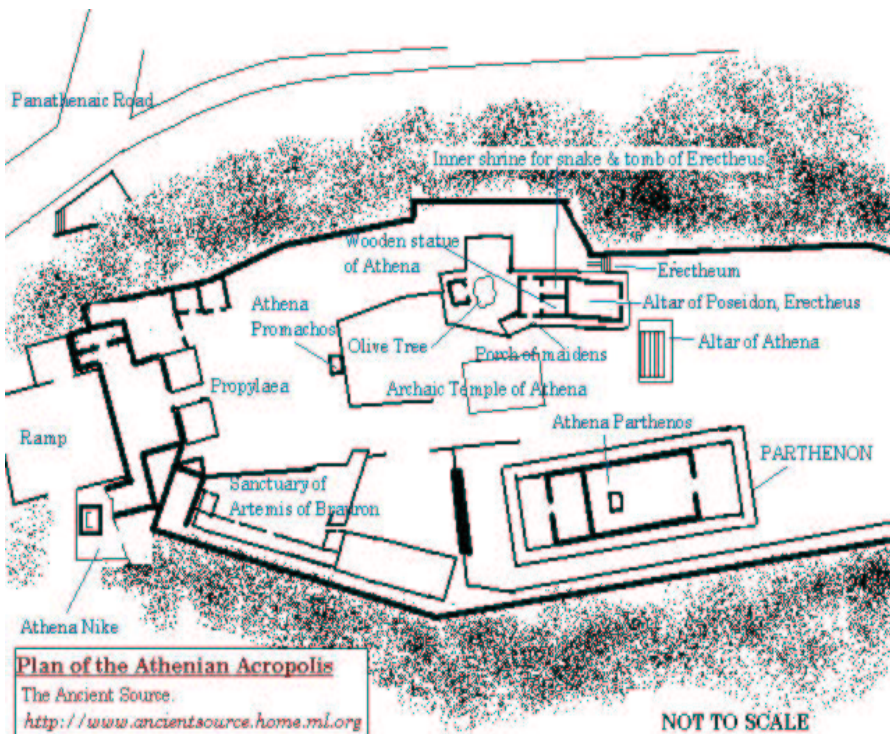 Panathenaic Road
Inner shrine for snake & tomb of Erectheus
Wooden statue
of Athena
Erectheum
Athena
Promachos
Altar of Poseidon, Erectheus
Olive Tree
Porch of maidens
Altar of Athena
Propylaea
Archaic Temple of Athena
Athena Parthenos
Ramp
PARTHENON
Sanctuary of
Artemis of Brauron
Athena Nike
Plan of the Athenian Acropolis
The Ancient Source.
http://www.ancientsource.home.ml.org
NOT TO SCALE